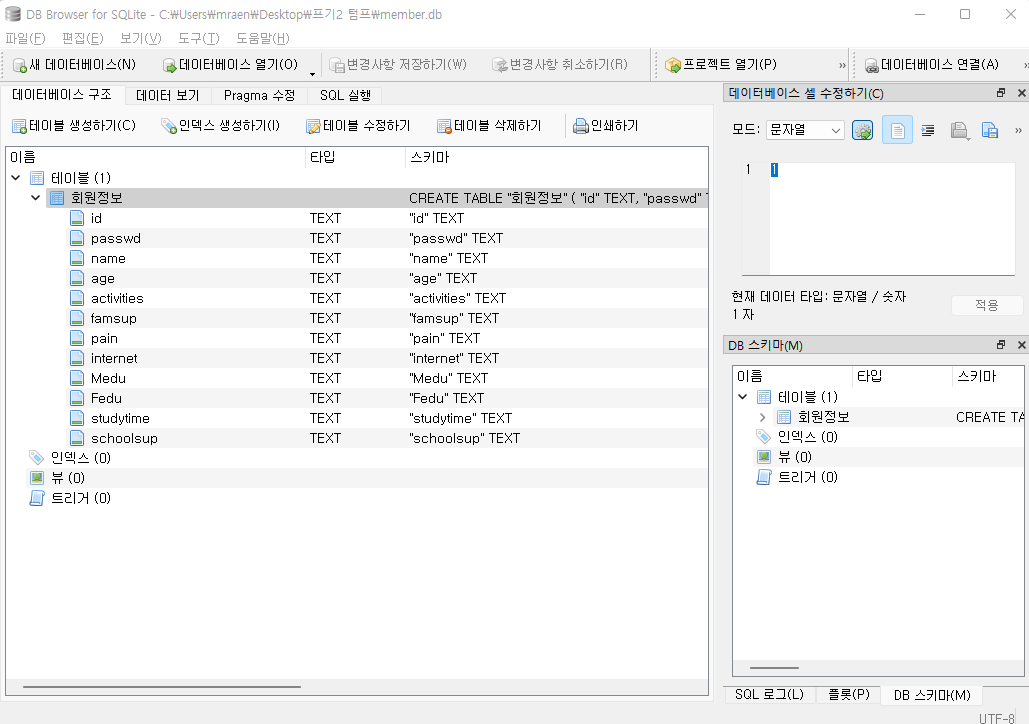 DB Browser for SQLite - C:₩Users₩mraen₩Desktop₩프기2 텀프₩member.db
파일(F) 편집(E) 보기(V) 도구(T) 도움말(H)
새 데이터베이스(N) 데이터베이스 열기(O) 변경사항 저장하기(W) 변경사항 취소하기(R) 프로젝트 열기(P) » 데이터베이스 연결(A) »
데이터베이스 구조 데이터 보기 Pragma 수정 SQL 실행
테이블 생성하기(C) 인덱스 생성하기(I) 테이블 수정하기 테이블 삭제하기 인쇄하기
이름 타입 스키마
테이블 (1)
회원정보 CREATE TABLE "회원정보" ( "id" TEXT, "passwd"
id TEXT "id" TEXT
passwd TEXT "passwd" TEXT
name TEXT "name" TEXT
age TEXT "age" TEXT
activities TEXT "activities" TEXT
famsup TEXT "famsup" TEXT
pain TEXT "pain" TEXT
internet TEXT "internet" TEXT
Medu TEXT "Medu" TEXT
Fedu TEXT "Fedu" TEXT
studytime TEXT "studytime" TEXT
schoolsup TEXT "schoolsup" TEXT
인덱스 (0)
뷰 (0)
트리거 (0)
데이터베이스 셀 수정하기(C)
모드: 문자열 »
1 1
현재 데이터 타입: 문자열 / 숫자
1 자
적용
DB 스키마(M)
이름 타입 스키마
테이블 (1)
회원정보 CREATE TA
인덱스 (0)
뷰 (0)
트리거 (0)
SQL 로그(L) 플롯(P) DB 스키마(M)
UTF-8